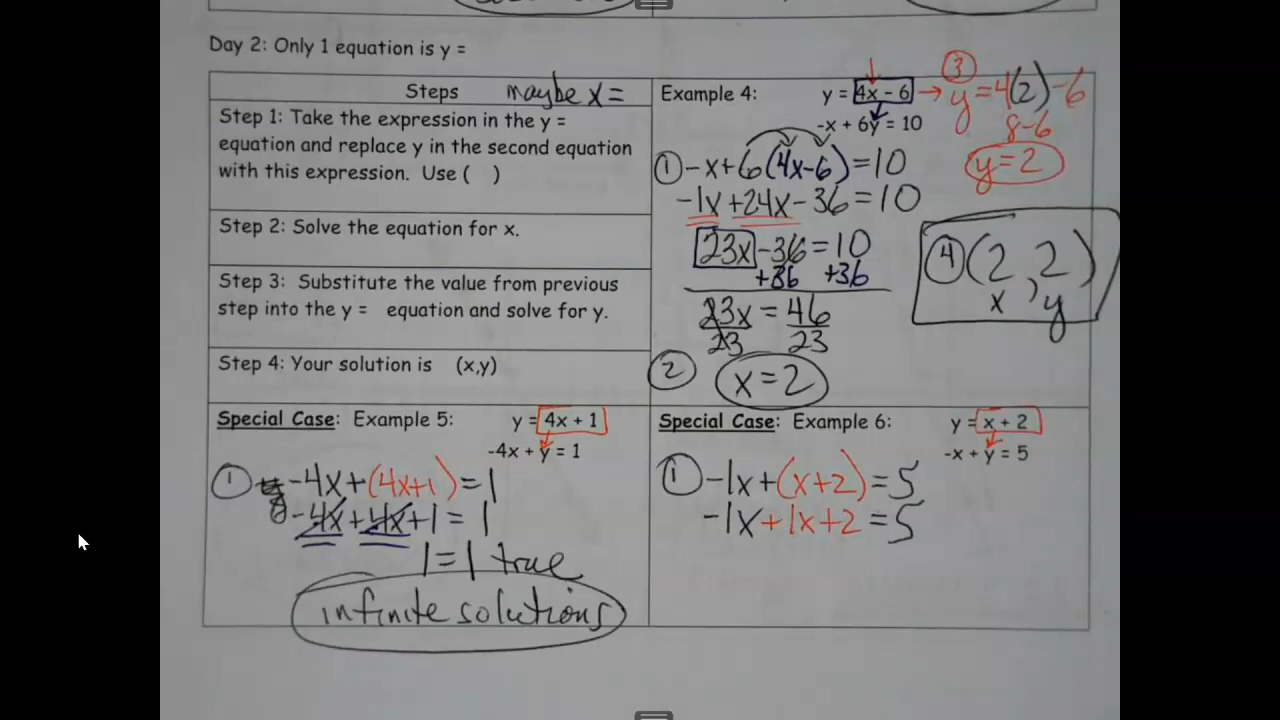 Day 2: Only 1 equation is y =
Steps maybe x =
Step 1: Take the expression in the y =
equation and replace y in the second equation
with this expression. Use ( )
Step 2: Solve the equation for x.
Step 3: Substitute the value from previous
step into the y = equation and solve for y.
Step 4: Your solution is (x,y)
Example 4: y = 4x - 6
-x + 6y = 10
① -x+6(4x-6)=10
-1x+24x-36=10
23x-36=10
+36 +36
23x = 46
23 23
② x=2
③ y=4(2)-6
8-6
y=2
④ (2, 2)
x, y
Special Case: Example 5: y = 4x + 1
-4x + y = 1
① -4x+(4x+1)=1
-4x+4x+1=1
1=1 true
infinite solutions
Special Case: Example 6: y = x + 2
-x + y = 5
① -1x+(x+2)=5
-1x+1x+2=5